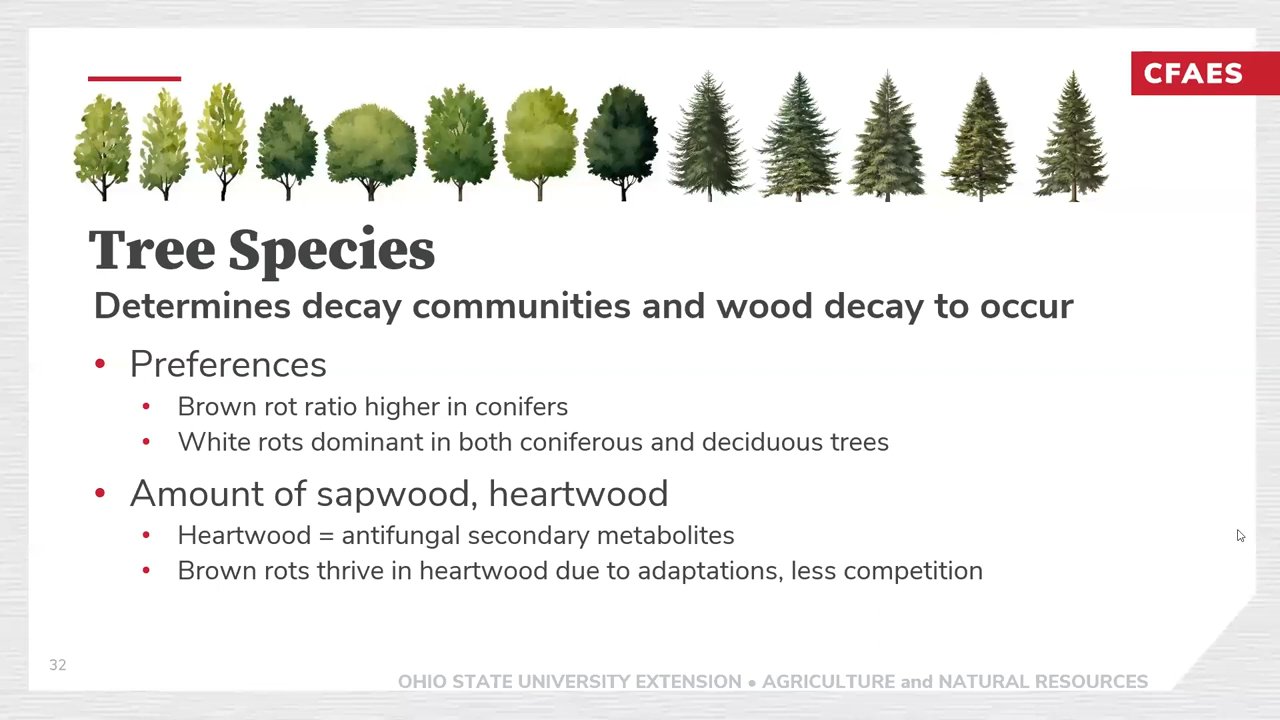 CFAES
Tree Species
Determines decay communities and wood decay to occur
• Preferences
• Brown rot ratio higher in conifers
• White rots dominant in both coniferous and deciduous trees
• Amount of sapwood, heartwood
• Heartwood = antifungal secondary metabolites
• Brown rots thrive in heartwood due to adaptations, less competition
32
OHIO STATE UNIVERSITY EXTENSION • AGRICULTURE and NATURAL RESOURCES